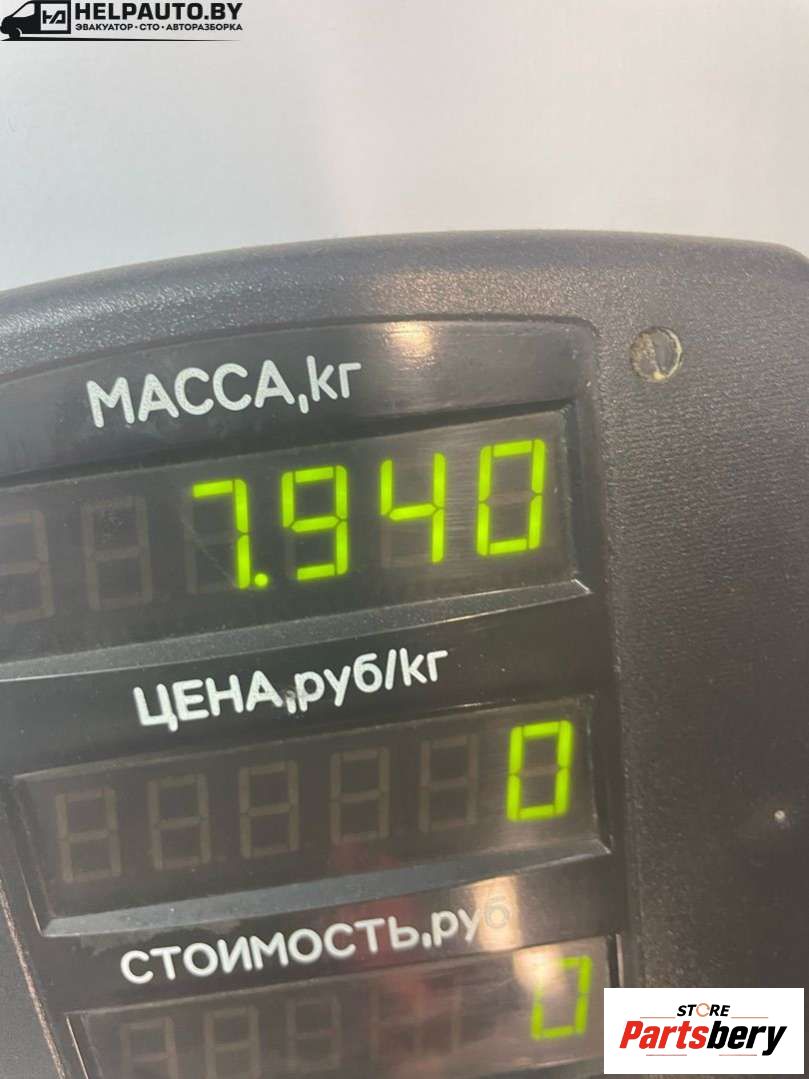 HELPAUTO.BY
ЭВАКУАТОР·СТО·АВТОРАЗБОРКА
МАССА,кг
7.940
ЦЕНА,руб/кг
0
СТОИМОСТЬ,руб
0
STORE
Partsbery